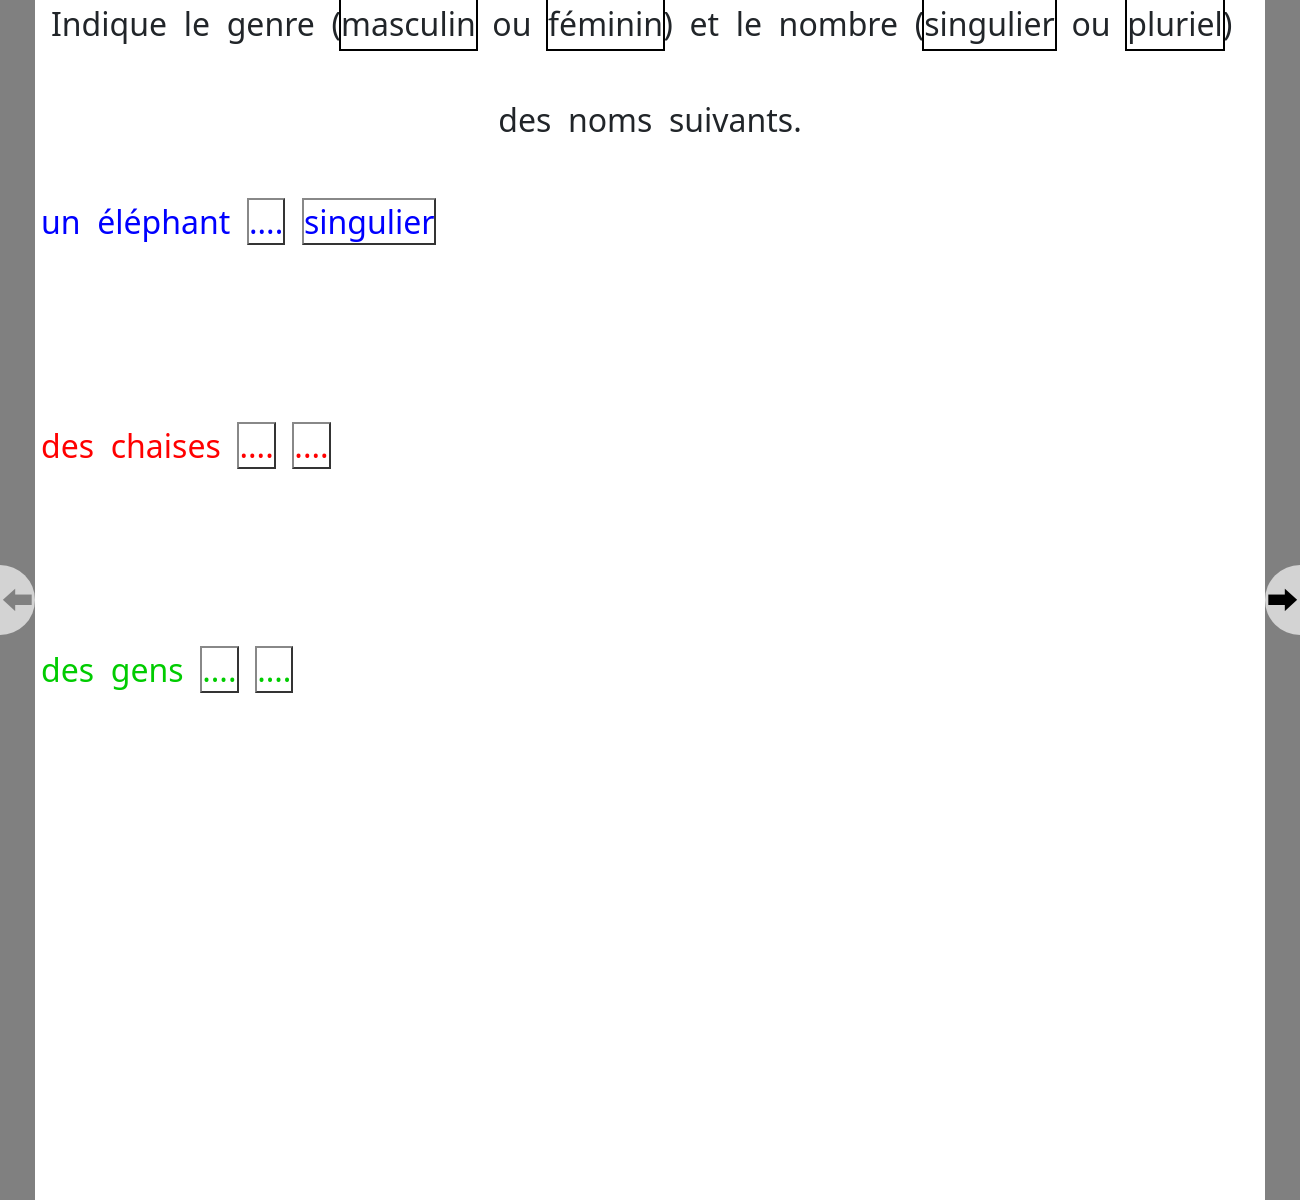 Indique le genre (masculin ou féminin) et le nombre (singulier ou pluriel)
des noms suivants.
un éléphant .... singulier
des chaises .... ....
des gens .... ....